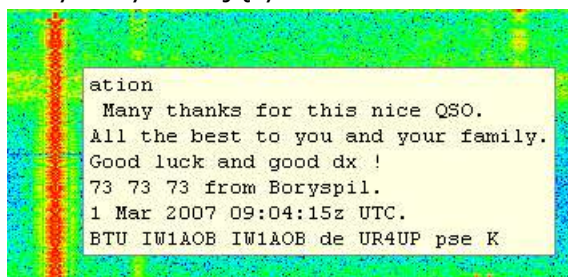 ation
Many thanks for this nice QSO.
All the best to you and your family.
Good luck and good dx !
73 73 73 from Boryspil.
1 Mar 2007 09:04:15z UTC.
BTU IW1AOB IW1AOB de UR4UP pse K